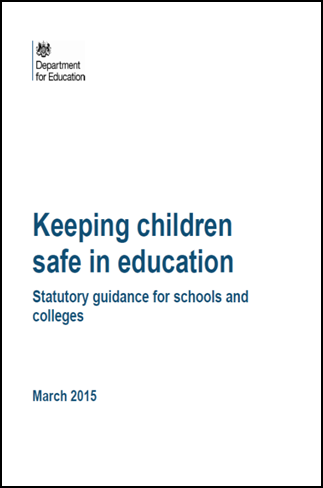 Department
for Education
Keeping children
safe in education
Statutory guidance for schools and
colleges
March 2015